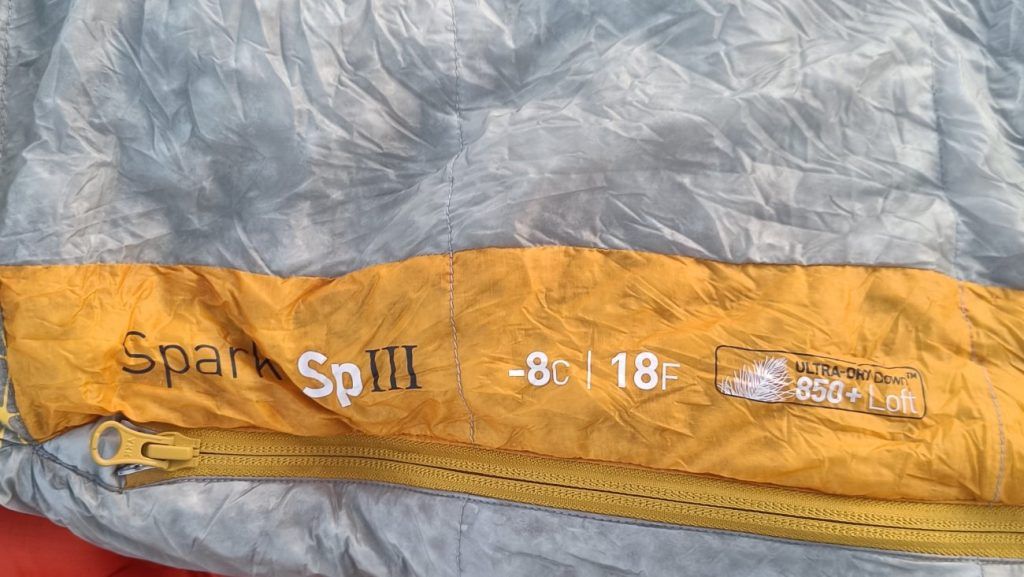 Spark SpIII
-8C | 18F
ULTRA-DRY Down™
850+ Loft